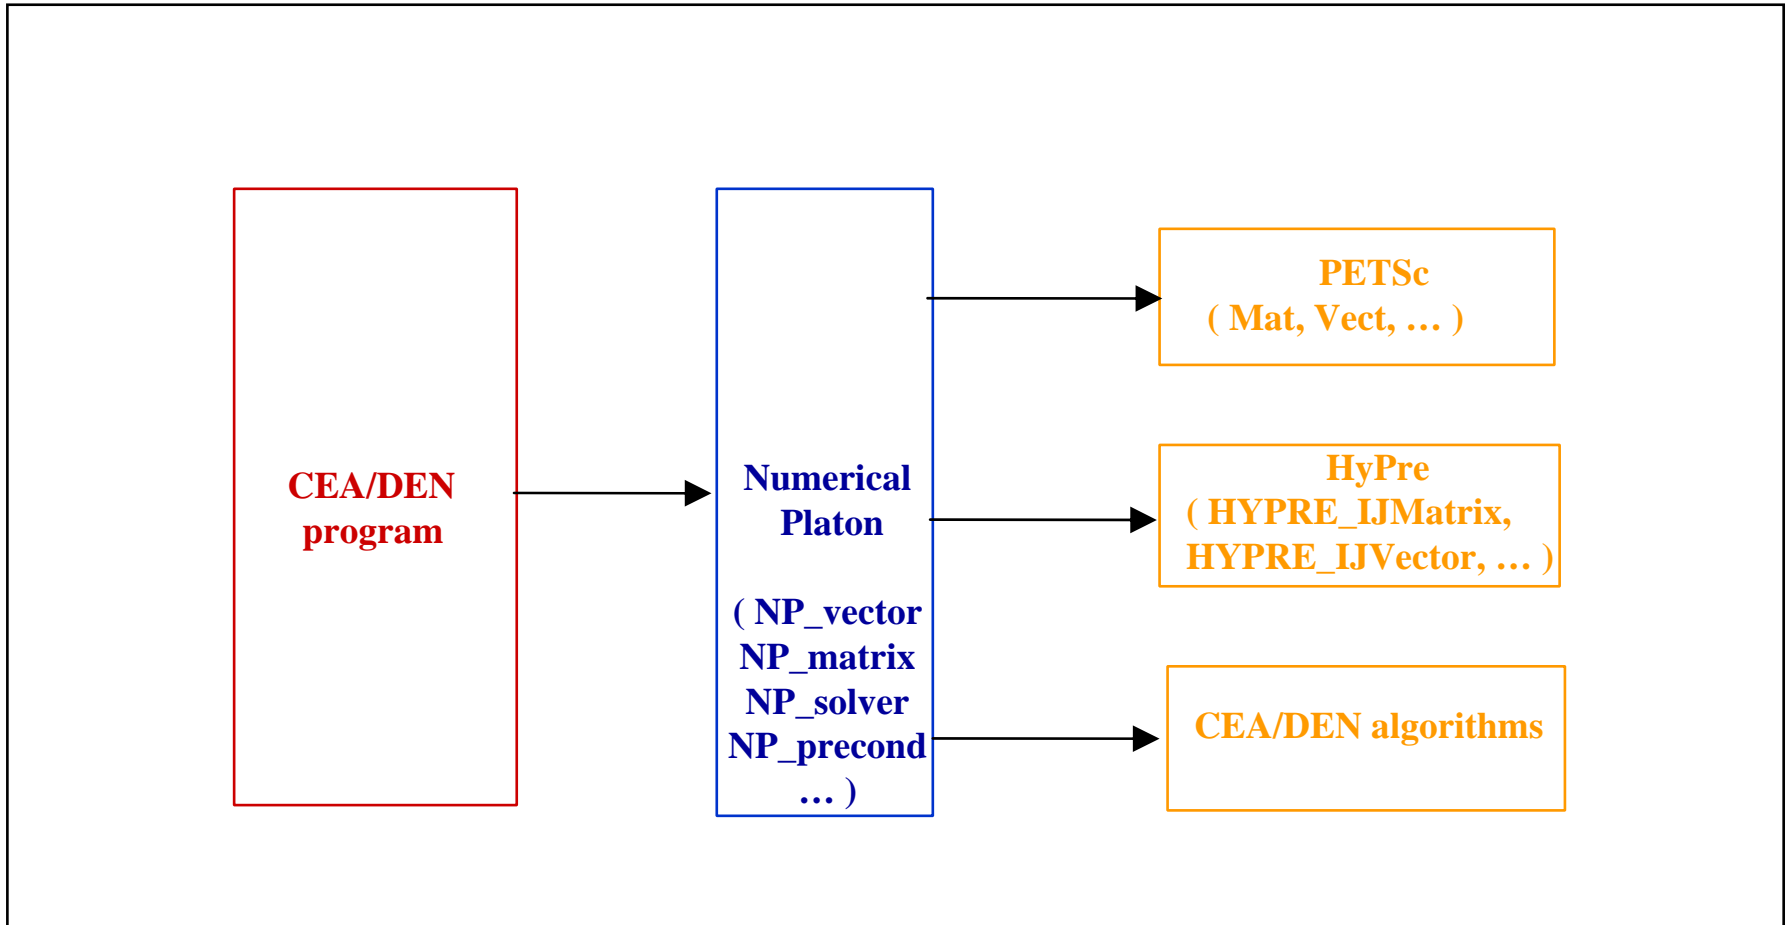 CEA/DEN
program
Numerical
Platon
( NP_vector
NP_matrix
NP_solver
NP_precond
... )
PETSc
( Mat, Vect, ... )
HyPre
( HYPRE_IJMatrix,
HYPRE_IJVector, ... )
CEA/DEN algorithms